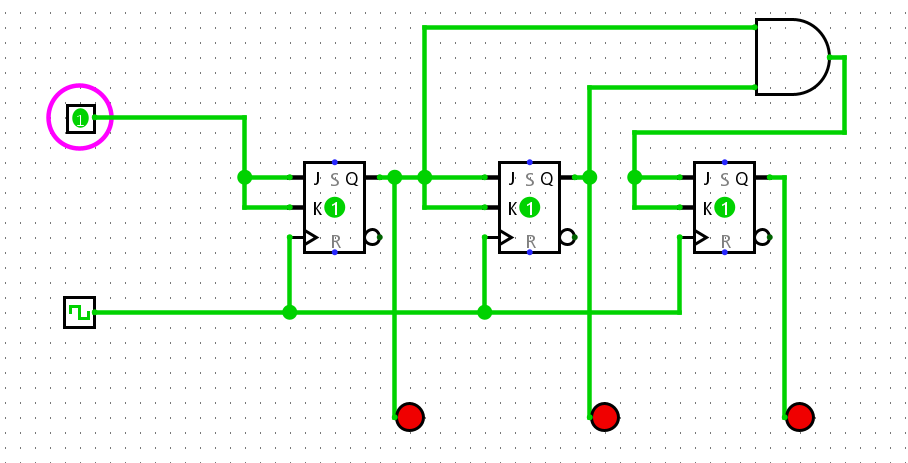 1
J S Q J S Q J S Q
K 1 K 1 K 1
R R R